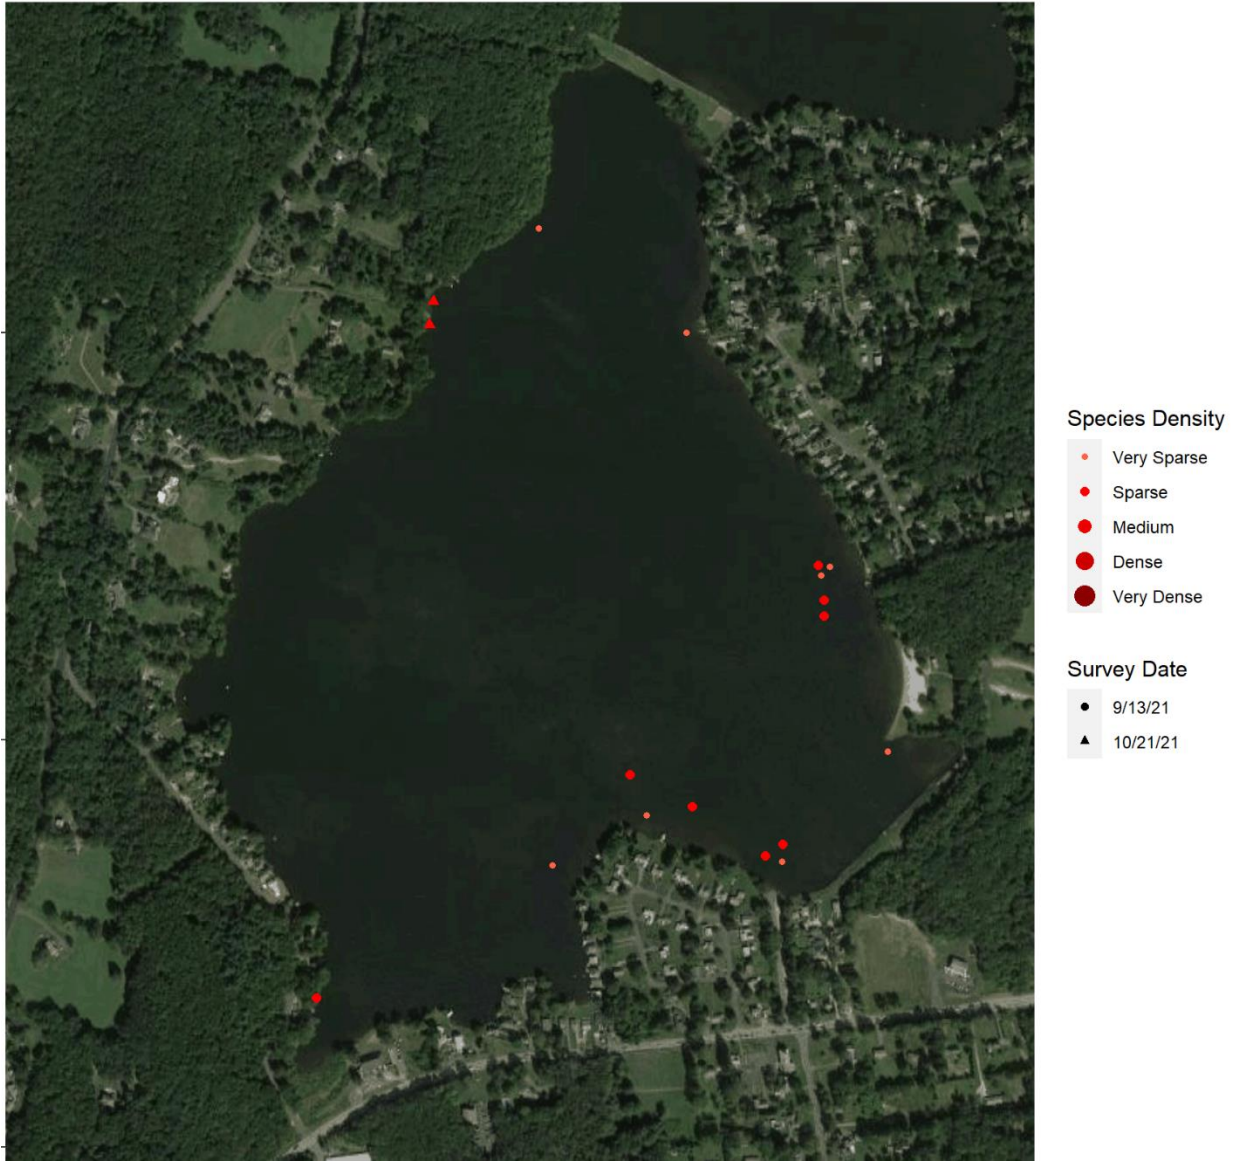 Species Density
Very Sparse
Sparse
Medium
Dense
Very Dense
Survey Date
9/13/21
10/21/21